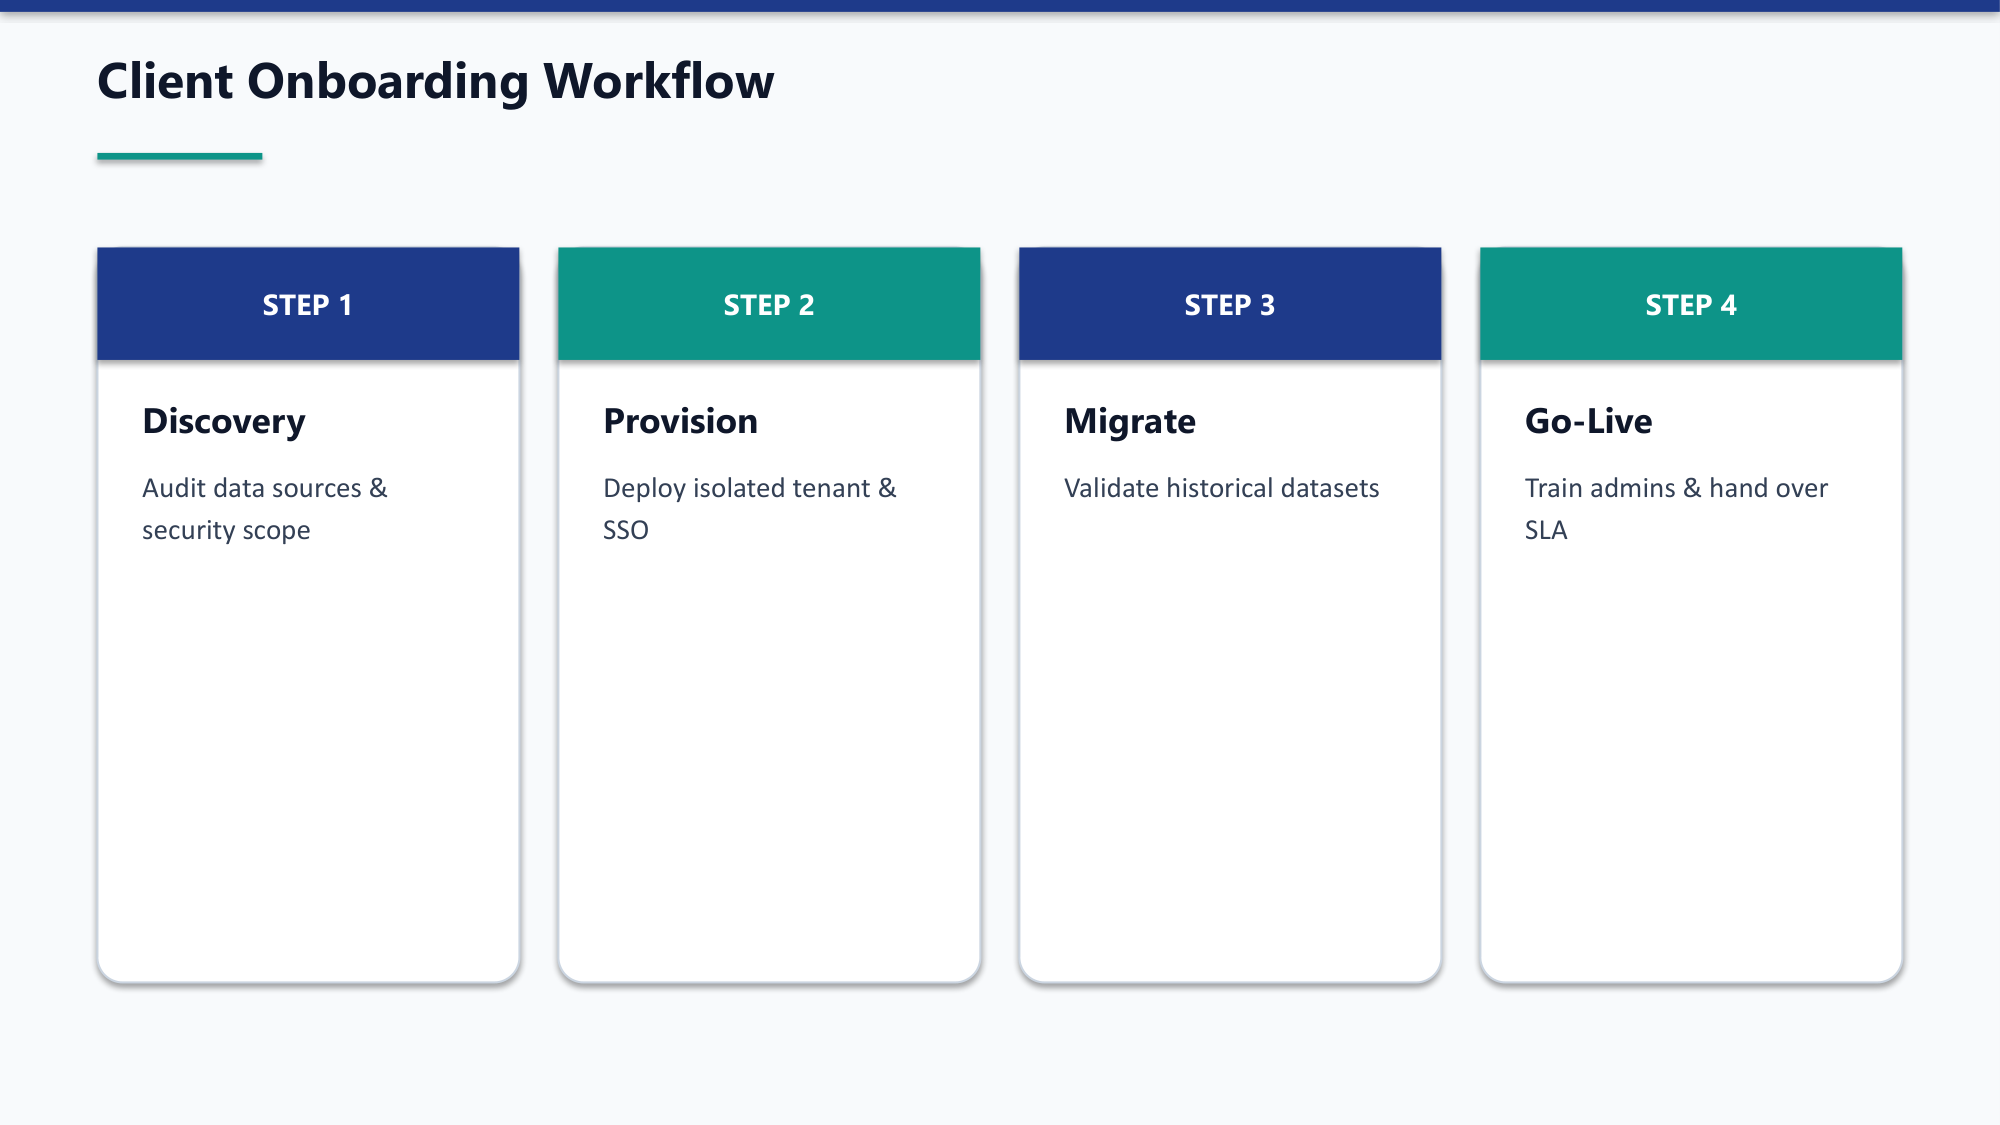 Client Onboarding Workflow
STEP 1
Discovery
Audit data sources &
security scope
STEP 2
Provision
Deploy isolated tenant &
SSO
STEP 3
Migrate
Validate historical datasets
STEP 4
Go-Live
Train admins & hand over
SLA